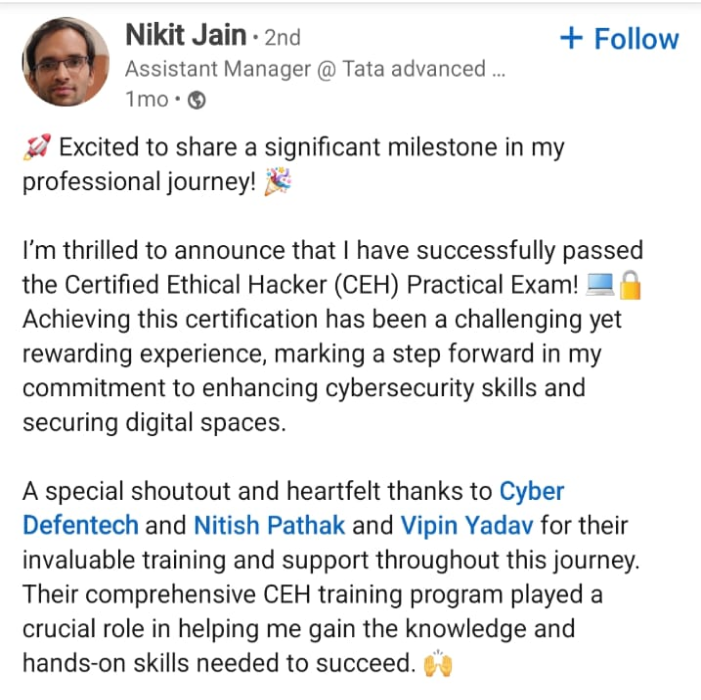 Nikit Jain · 2nd
+ Follow
Assistant Manager @ Tata advanced ...
1mo ·
🚀 Excited to share a significant milestone in my
professional journey! 🎉
I'm thrilled to announce that I have successfully passed
the Certified Ethical Hacker (CEH) Practical Exam! 💻🔒
Achieving this certification has been a challenging yet
rewarding experience, marking a step forward in my
commitment to enhancing cybersecurity skills and
securing digital spaces.
A special shoutout and heartfelt thanks to Cyber
Defentech and Nitish Pathak and Vipin Yadav for their
invaluable training and support throughout this journey.
Their comprehensive CEH training program played a
crucial role in helping me gain the knowledge and
hands-on skills needed to succeed. 🙌